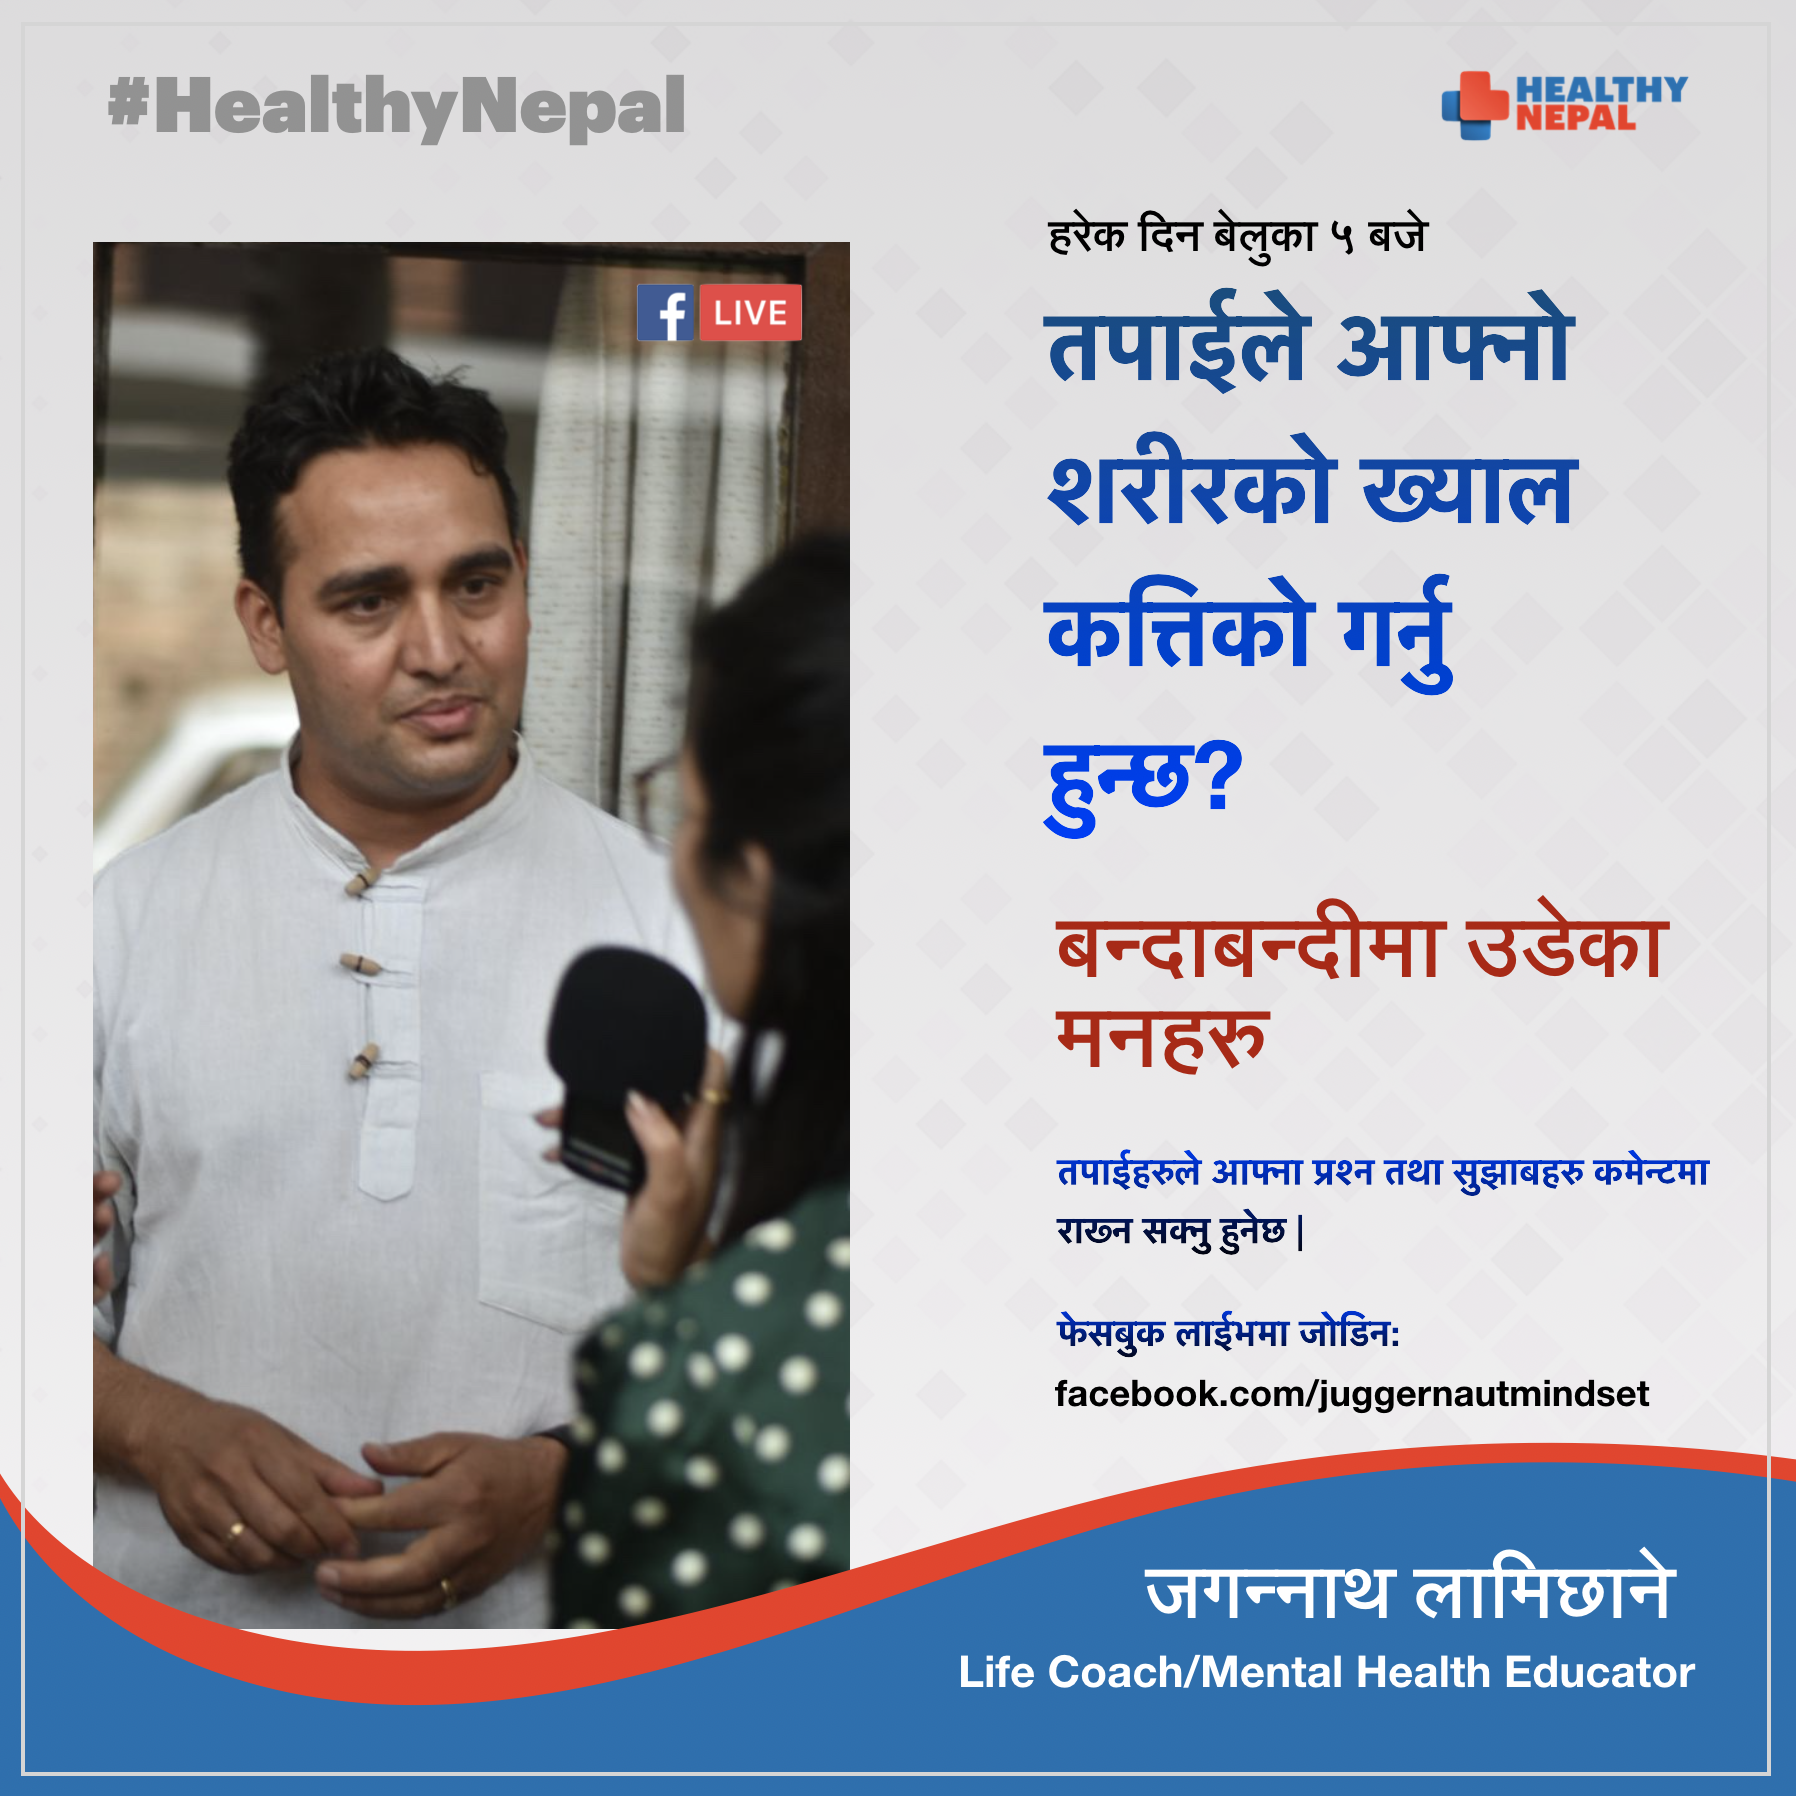 #HealthyNepal
HEALTHY
NEPAL
f LIVE
हरेक दिन बेलुका ५ बजे
तपाईले आफ्नो
शरीरको ख्याल
कत्तिको गर्नु
हुन्छ?
बन्दाबन्दीमा उडेका
मनहरु
तपाईहरुले आफ्ना प्रश्न तथा सुझाबहरु कमेन्टमा
राख्न सक्नु हुनेछ |
फेसबुक लाईभमा जोडिन:
facebook.com/juggernautmindset
जगन्नाथ लामिछाने
Life Coach/Mental Health Educator